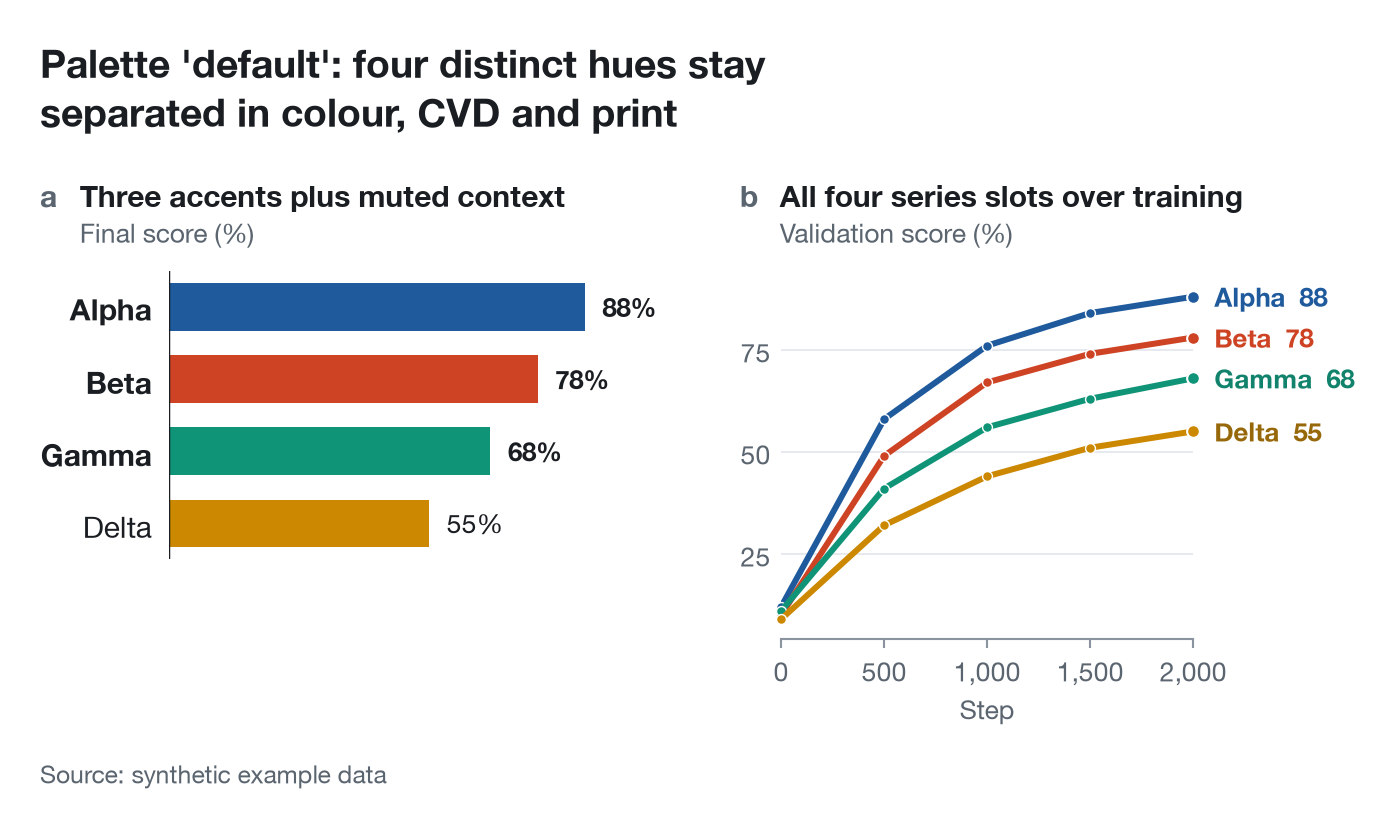 Palette 'default': four distinct hues stay
separated in colour, CVD and print
a Three accents plus muted context
Final score (%)
Alpha 88%
Beta 78%
Gamma 68%
Delta 55%
b All four series slots over training
Validation score (%)
Alpha 88
Beta 78
75
Gamma 68
Delta 55
50
25
0 500 1,000 1,500 2,000
Step
Source: synthetic example data